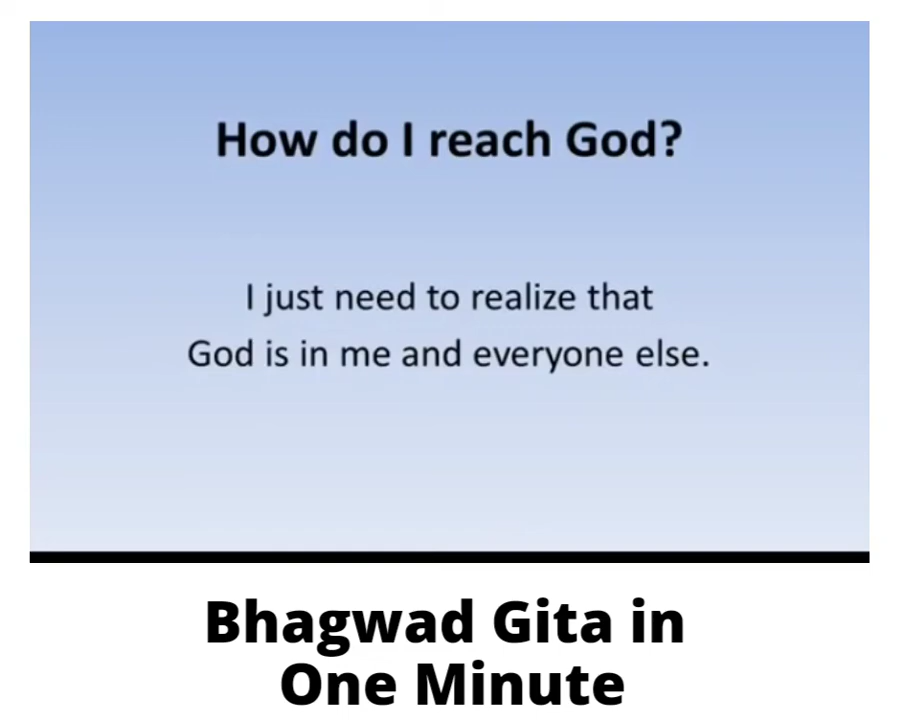 How do I reach God?
I just need to realize that
God is in me and everyone else.
Bhagwad Gita in
One Minute